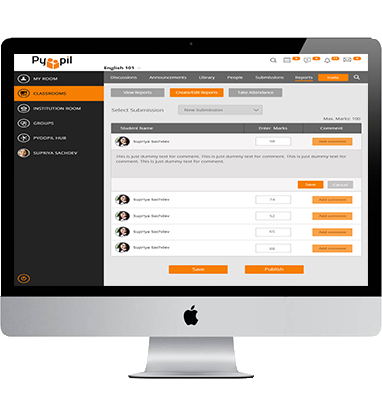 Pyoopil
English 101
MY ROOM
Discussions Announcements Library People Submissions Reports Invite
CLASSROOMS
View Reports Create/Edit Reports Take Attendance
INSTITUTION ROOM
Select Submission New Submission
GROUPS
Max. Marks: 100
PYOOPIL HUB
Student Name Enter Marks Comment
SUPRIYA SACHDEV
Supriya Sachdev 98 Add comment
This is just dummy text for comment. This is just dummy text for comment. This is just dummy text for
comment. This is just dummy text for comment.
Save Cancel
Supriya Sachdev 74 Add comment
Supriya Sachdev 52 Add comment
Supriya Sachdev 65 Add comment
Supriya Sachdev 88 Add comment
Save Publish